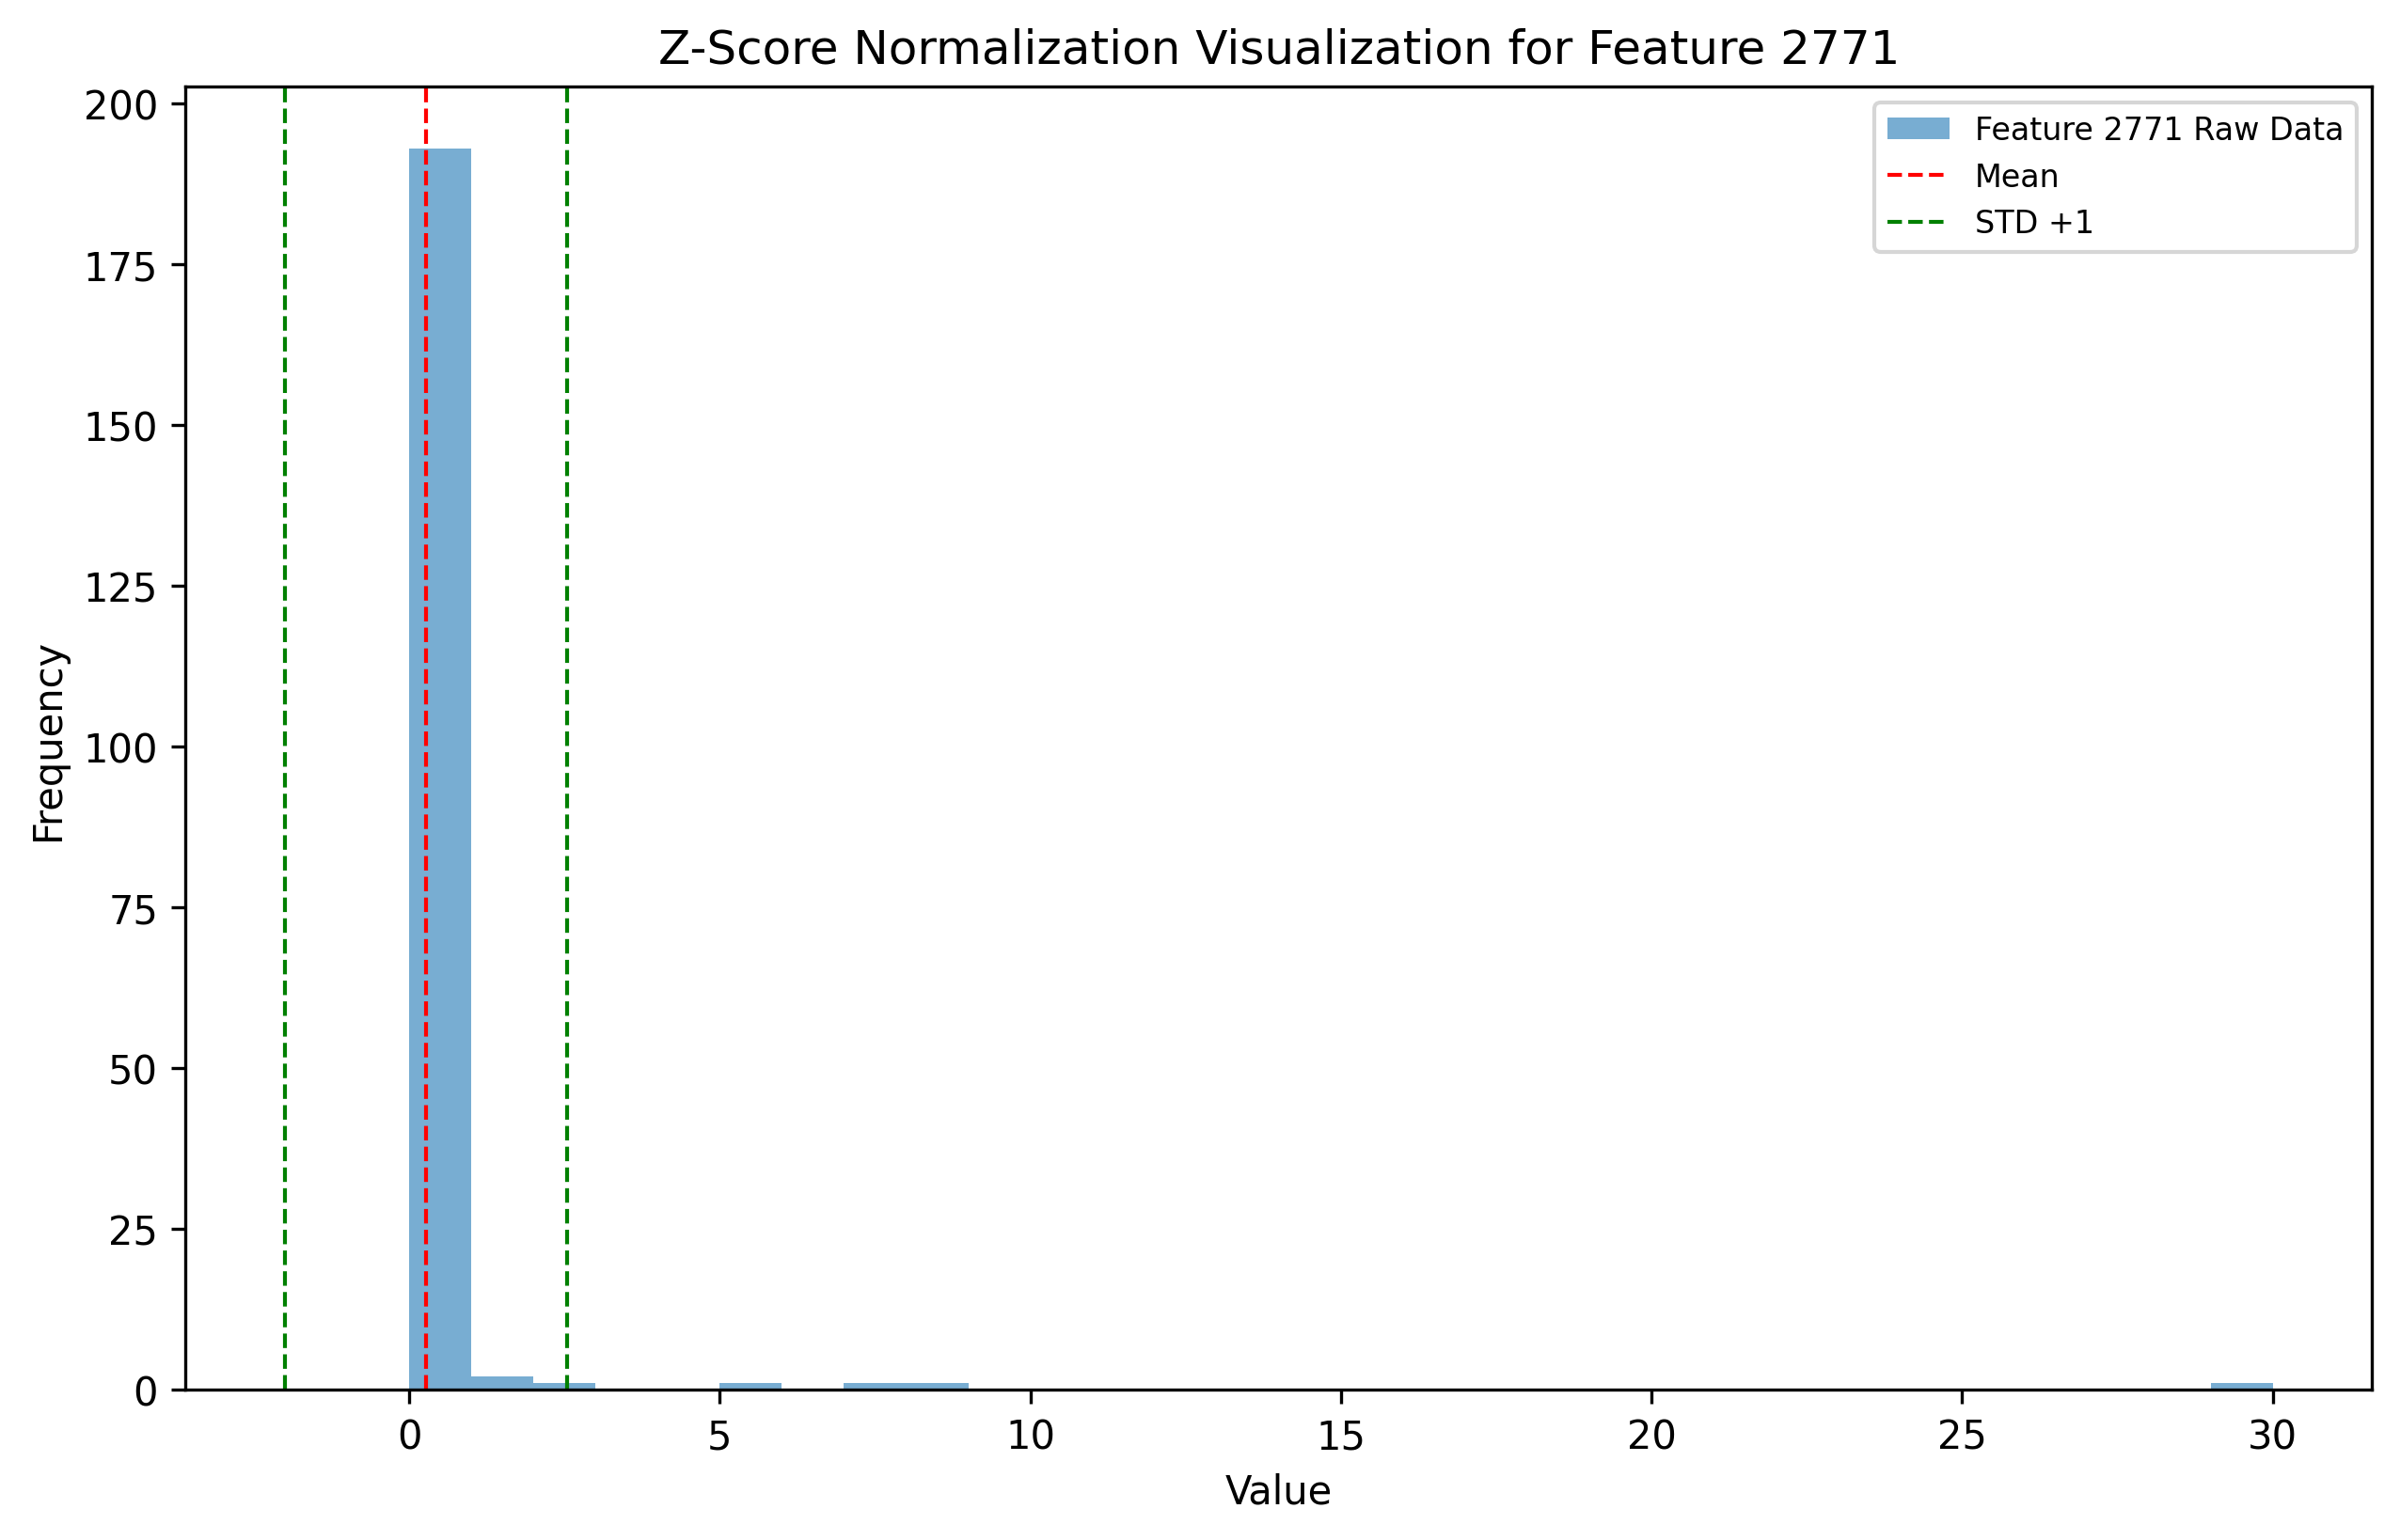 Z-Score Normalization Visualization for Feature 2771
Feature 2771 Raw Data
Mean
STD +1
Frequency
200
175
150
125
100
75
50
25
0
0 5 10 15 20 25 30
Value